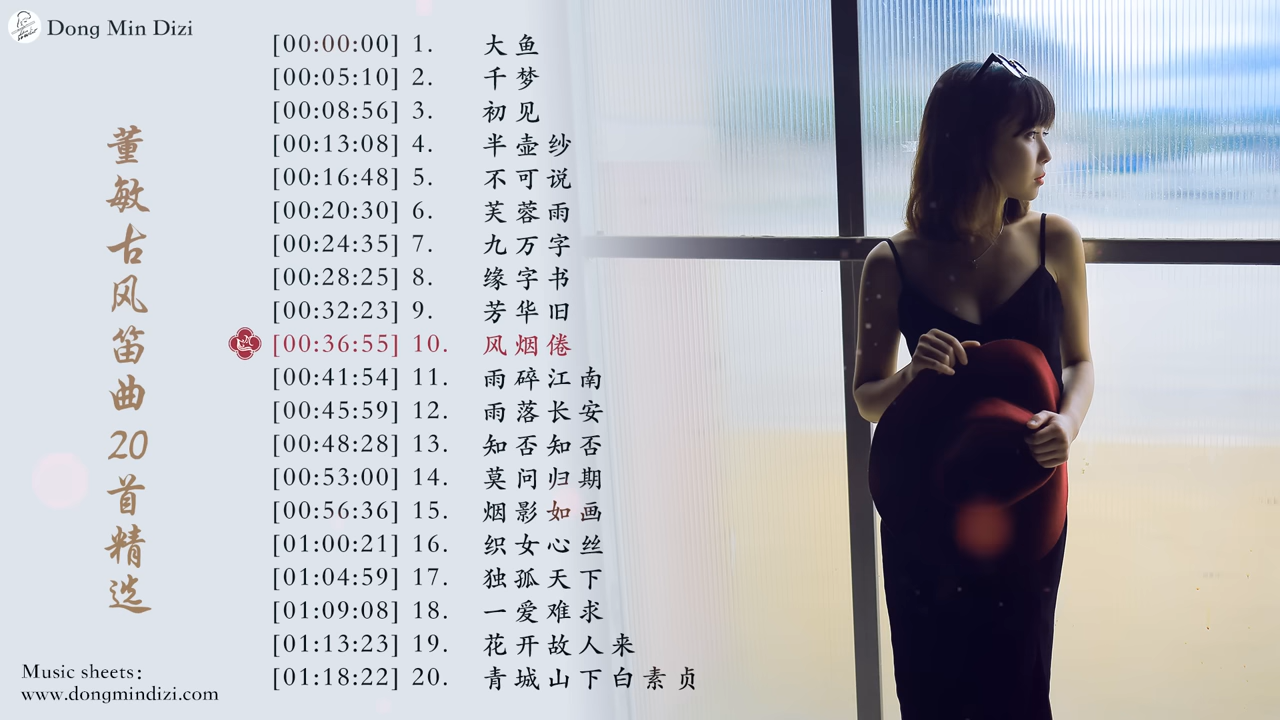 Dong Min Dizi
董敏古风笛曲20首精选
[00:00:00] 1. 大鱼
[00:05:10] 2. 千梦
[00:08:56] 3. 初见
[00:13:08] 4. 半壶纱
[00:16:48] 5. 不可说
[00:20:30] 6. 芙蓉雨
[00:24:35] 7. 九万字
[00:28:25] 8. 缘字书
[00:32:23] 9. 芳华旧
[00:36:55] 10. 风烟倦
[00:41:54] 11. 雨碎江南
[00:45:59] 12. 雨落长安
[00:48:28] 13. 知否知否
[00:53:00] 14. 莫问归期
[00:56:36] 15. 烟影如画
[01:00:21] 16. 织女心丝
[01:04:59] 17. 独孤天下
[01:09:08] 18. 一爱难求
[01:13:23] 19. 花开故人来
[01:18:22] 20. 青城山下白素贞
Music sheets：
www.dongmindizi.com